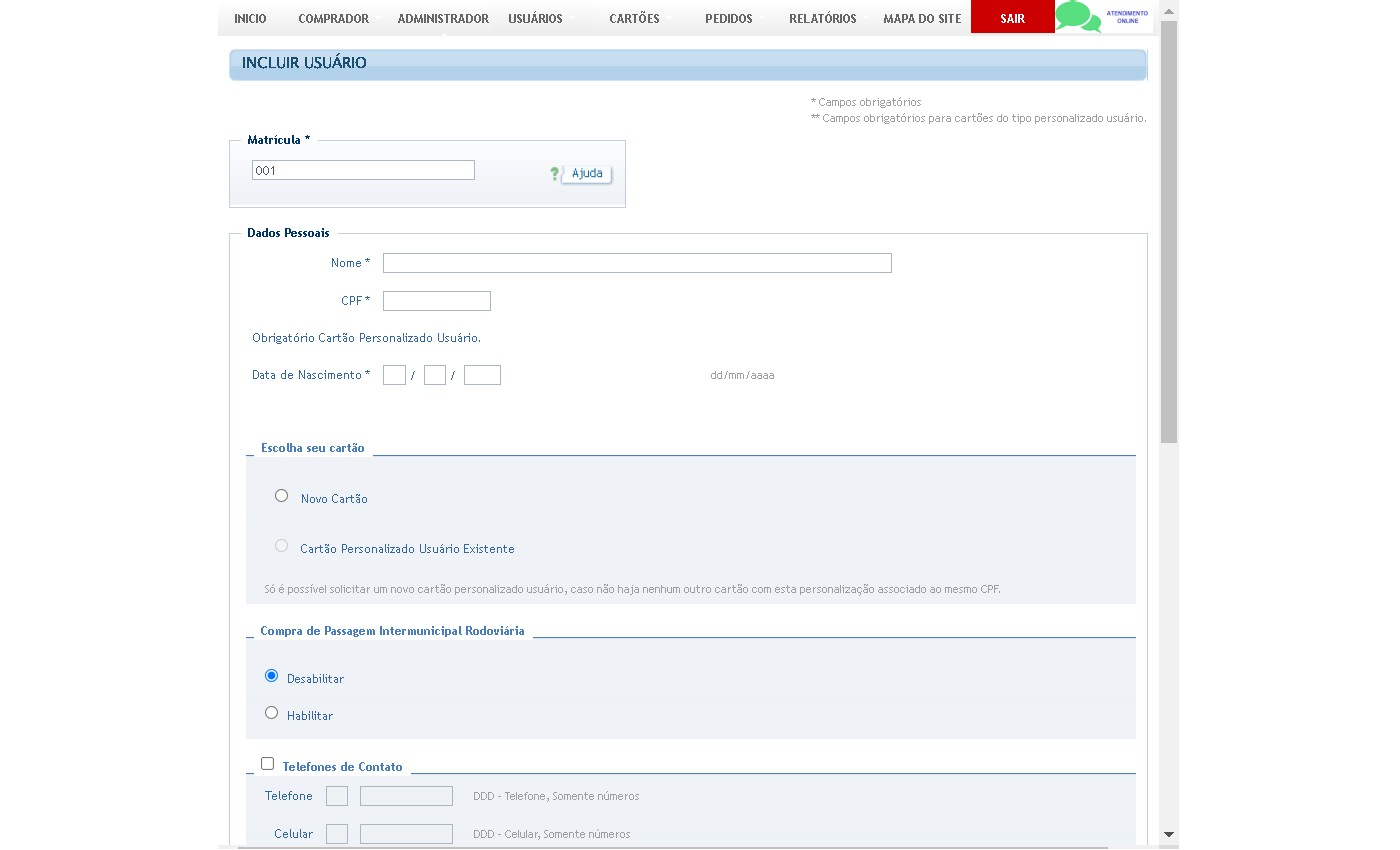 INICIO COMPRADOR ADMINISTRADOR USUÁRIOS CARTÕES PEDIDOS RELATÓRIOS MAPA DO SITE SAIR ATENDIMENTO ONLINE
INCLUIR USUÁRIO
* Campos obrigatórios
** Campos obrigatórios para cartões do tipo personalizado usuário.
Matrícula *
001 ? Ajuda
Dados Pessoais
Nome *
CPF *
Obrigatório Cartão Personalizado Usuário.
Data de Nascimento * / / dd/mm/aaaa
Escolha seu cartão
Novo Cartão
Cartão Personalizado Usuário Existente
Só é possível solicitar um novo cartão personalizado usuário, caso não haja nenhum outro cartão com esta personalização associado ao mesmo CPF.
Compra de Passagem Intermunicipal Rodoviária
Desabilitar
Habilitar
Telefones de Contato
Telefone DDD - Telefone, Somente números
Celular DDD - Celular, Somente números